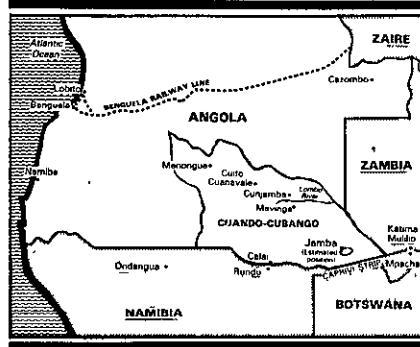 Atlantic
Ocean
ZAIRE
Cazombo
Lobito
Benguela
BENGUELA RAILWAY LINE
ANGOLA
ZAMBIA
Menongue
Cuito
Cuanavale
Namibe
Cunjamba
Lomba
River
Mavinga
CUANDO-CUBANGO
Katima
Mulilo
Jamba
(Estimated
position)
Calai
Rundu
CAPRIVI STRIP
Mpacha
Ondangua
NAMIBIA
BOTSWANA